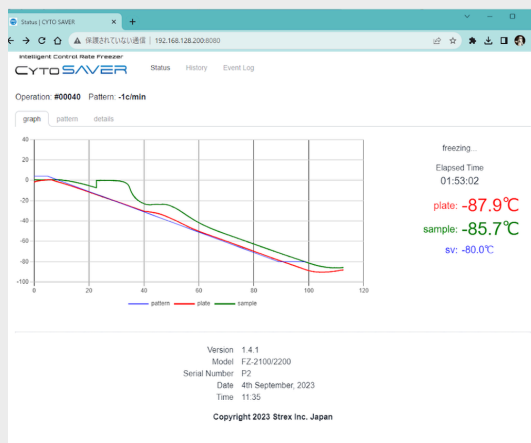 Status | CYTO SAVER
保護されていない通信 | 192.168.128.200:8080
Intelligent Control Rate Freezer
CYTOSAVER
Status History Event Log
Operation: #00040 Pattern: -1c/min
graph pattern details
40
20
0
-20
-40
-60
-80
-100
0 20 40 60 80 100 120
pattern plate sample
freezing...
Elapsed Time
01:53:02
plate: -87.9℃
sample: -85.7℃
sv: -80.0℃
Version 1.4.1
Model FZ-2100/2200
Serial Number P2
Date 4th September, 2023
Time 11:35
Copyright 2023 Strex Inc. Japan